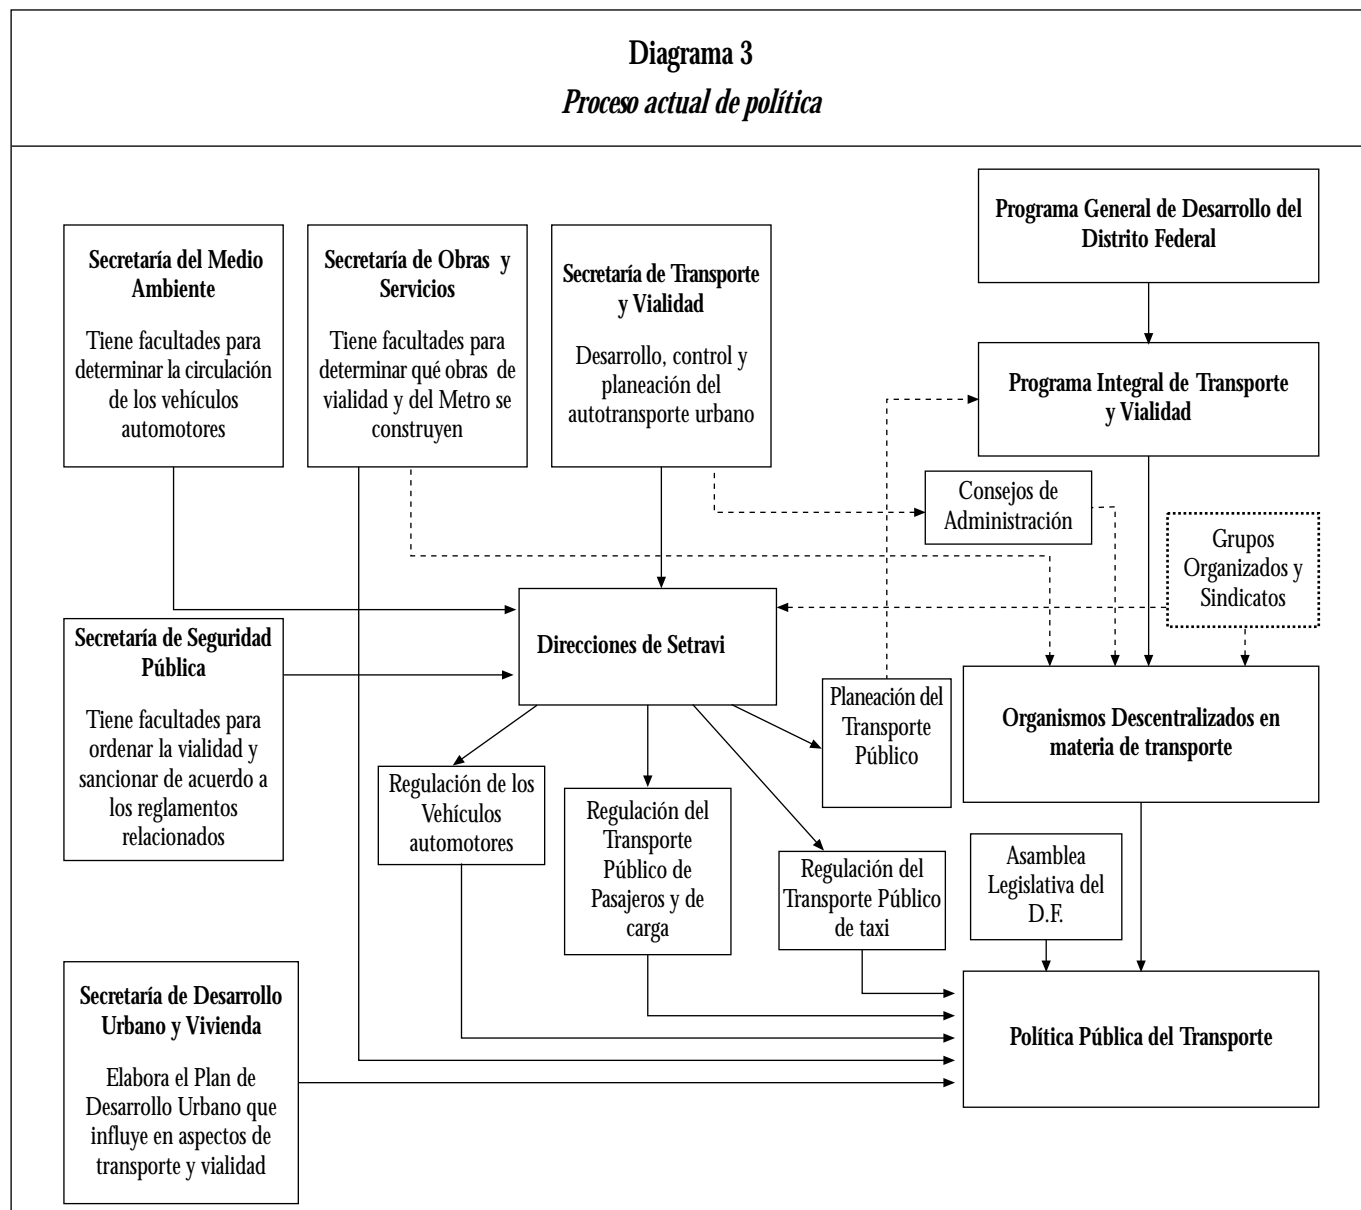 Diagrama 3
Proceso actual de política
Programa General de Desarrollo del
Distrito Federal
Secretaría del Medio
Ambiente
Tiene facultades para
determinar la circulación
de los vehículos
automotores
Secretaría de Obras y
Servicios
Tiene facultades para
determinar qué obras de
vialidad y del Metro se
construyen
Secretaría de Transporte
y Vialidad
Desarrollo, control y
planeación del
autotransporte urbano
Programa Integral de Transporte
y Vialidad
Consejos de
Administración
Grupos
Organizados y
Sindicatos
Secretaría de Seguridad
Pública
Tiene facultades para
ordenar la vialidad y
sancionar de acuerdo a
los reglamentos
relacionados
Direcciones de Setravi
Planeación del
Transporte
Público
Organismos Descentralizados en
materia de transporte
Regulación de los
Vehículos
automotores
Regulación del
Transporte
Público de
Pasajeros y de
carga
Regulación del
Transporte Público
de taxi
Asamblea
Legislativa del
D.F.
Secretaría de Desarrollo
Urbano y Vivienda
Elabora el Plan de
Desarrollo Urbano que
influye en aspectos de
transporte y vialidad
Política Pública del Transporte